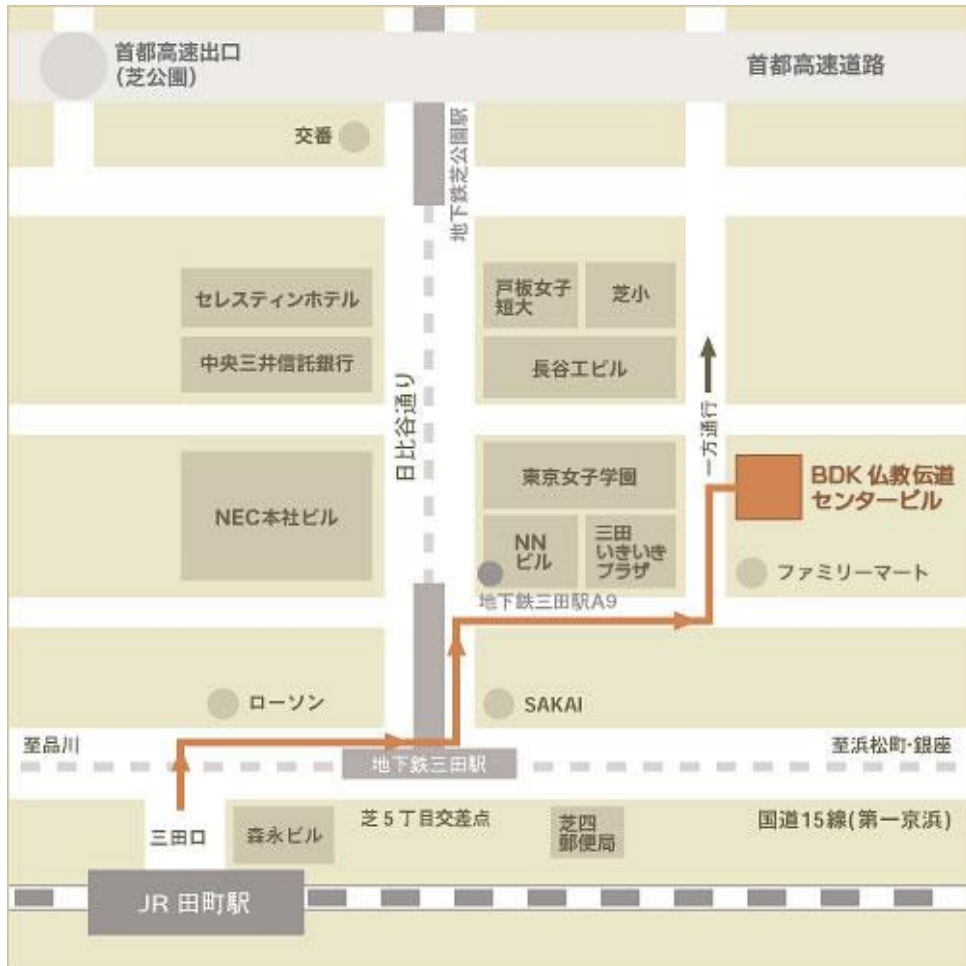 首都高速出口
(芝公園)
首都高速道路
交番
地下鉄芝公園駅
セレスティンホテル
戸板女子
短大
芝小
中央三井信託銀行
長谷工ビル
日比谷通り
一方通行
NEC本社ビル
東京女子学園
BDK 仏教伝道
センタービル
NN
ビル
三田
いきいき
プラザ
ファミリーマート
地下鉄三田駅A9
ローソン
SAKAI
至品川
至浜松町・銀座
地下鉄三田駅
三田口
森永ビル
芝5丁目交差点
芝四
郵便局
国道15線(第一京浜)
JR 田町駅